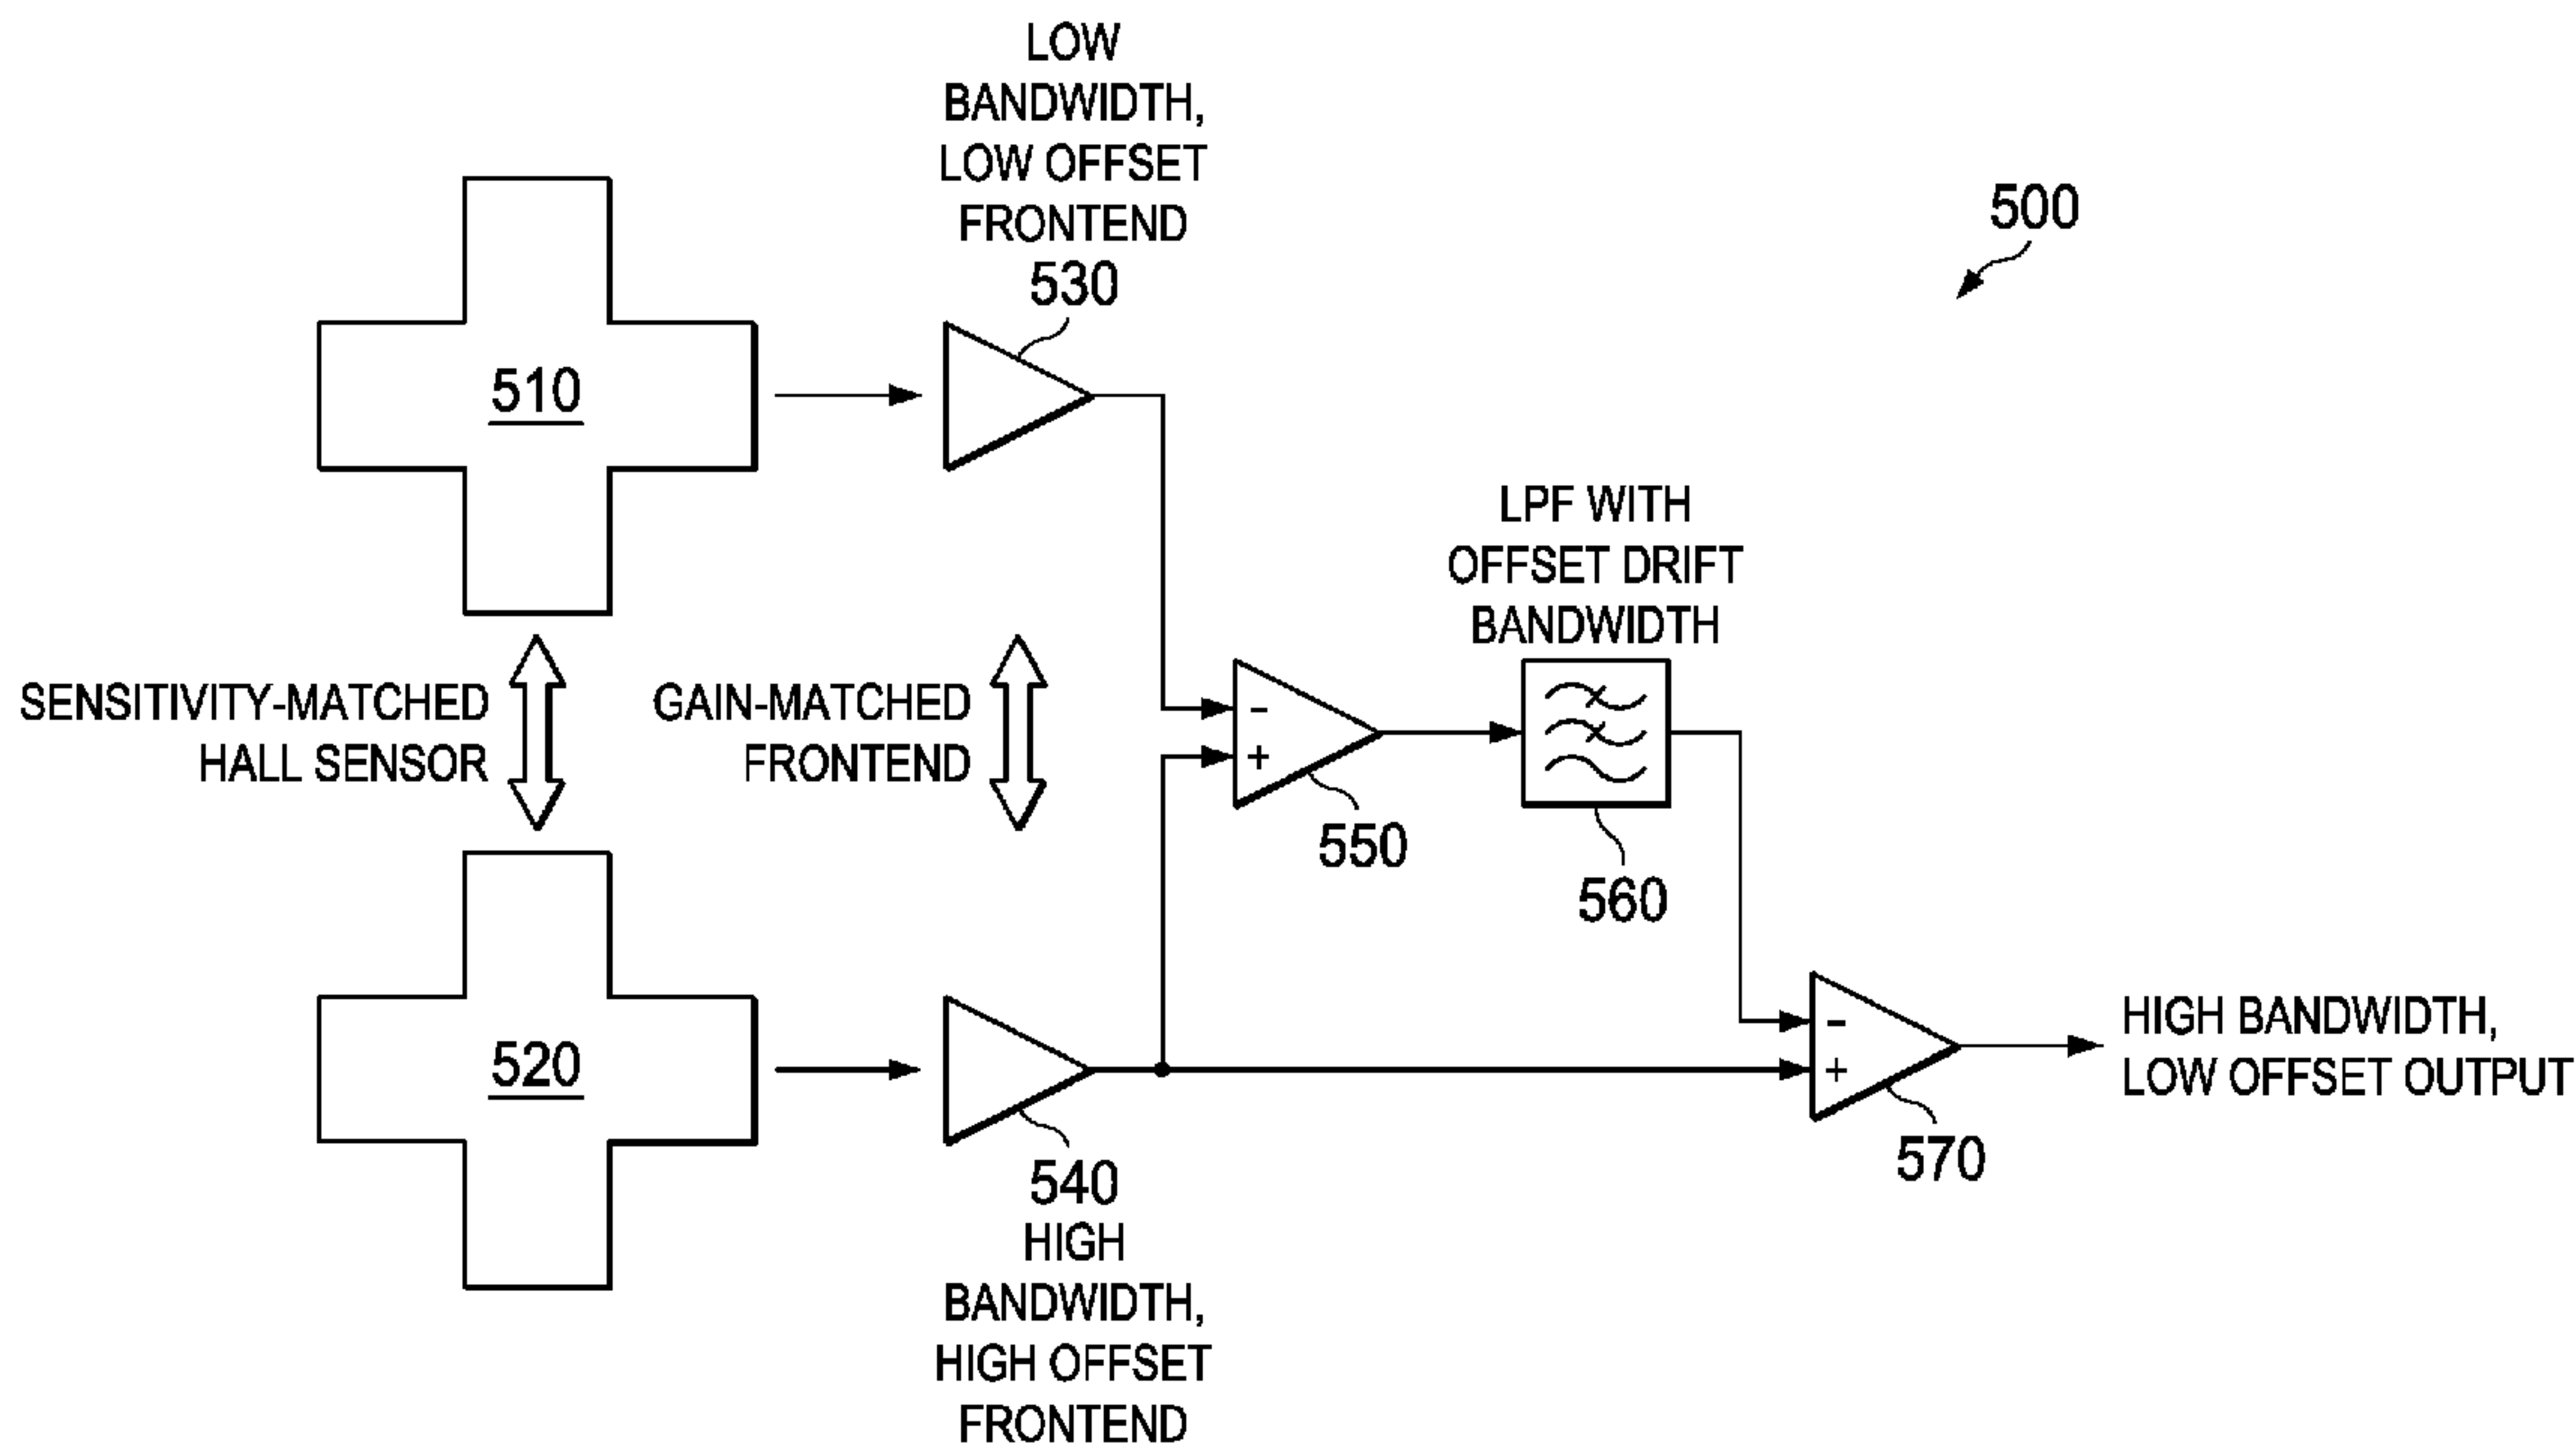 LOW
BANDWIDTH,
LOW OFFSET
FRONTEND
530
500
510
LPF WITH
OFFSET DRIFT
BANDWIDTH
SENSITIVITY-MATCHED
HALL SENSOR
GAIN-MATCHED
FRONTEND
-
+
550
560
520
-
+
570
HIGH BANDWIDTH,
LOW OFFSET OUTPUT
540
HIGH
BANDWIDTH,
HIGH OFFSET
FRONTEND